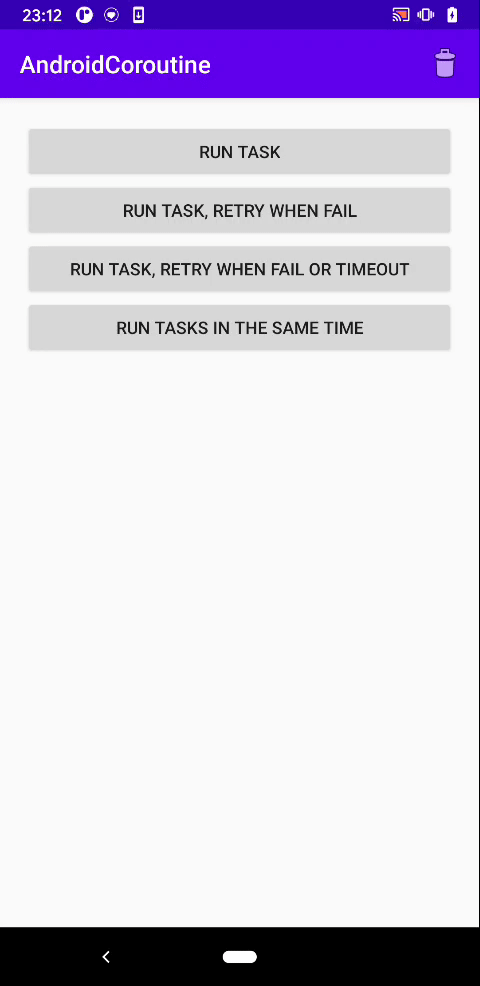 23:12
AndroidCoroutine
RUN TASK
RUN TASK, RETRY WHEN FAIL
RUN TASK, RETRY WHEN FAIL OR TIMEOUT
RUN TASKS IN THE SAME TIME